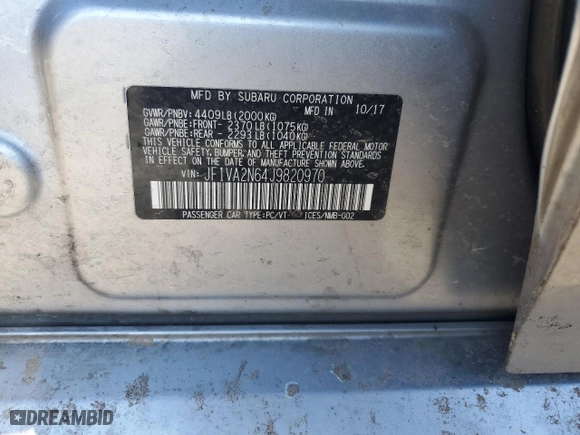 MFD BY SUBARU CORPORATION
GVWR/PNBV: 4409LB(2000KG) MFD IN 10/17
GAWR/PNBE:FRONT- 2370LB(1075KG)
GAWR/PNBE:REAR - 2293LB(1040KG)
THIS VEHICLE CONFORMS TO ALL APPLICABLE FEDERAL MOTOR
VEHICLE SAFETY, BUMPER, AND THEFT PREVENTION STANDARDS
IN EFFECT ON THE DATE OF MANUFACTURE SHOWN ABOVE.
VIN: JF1VA2N64J9820970
PASSENGER CAR TYPE:PC/VT ICES/NMB-002
DREAMBID